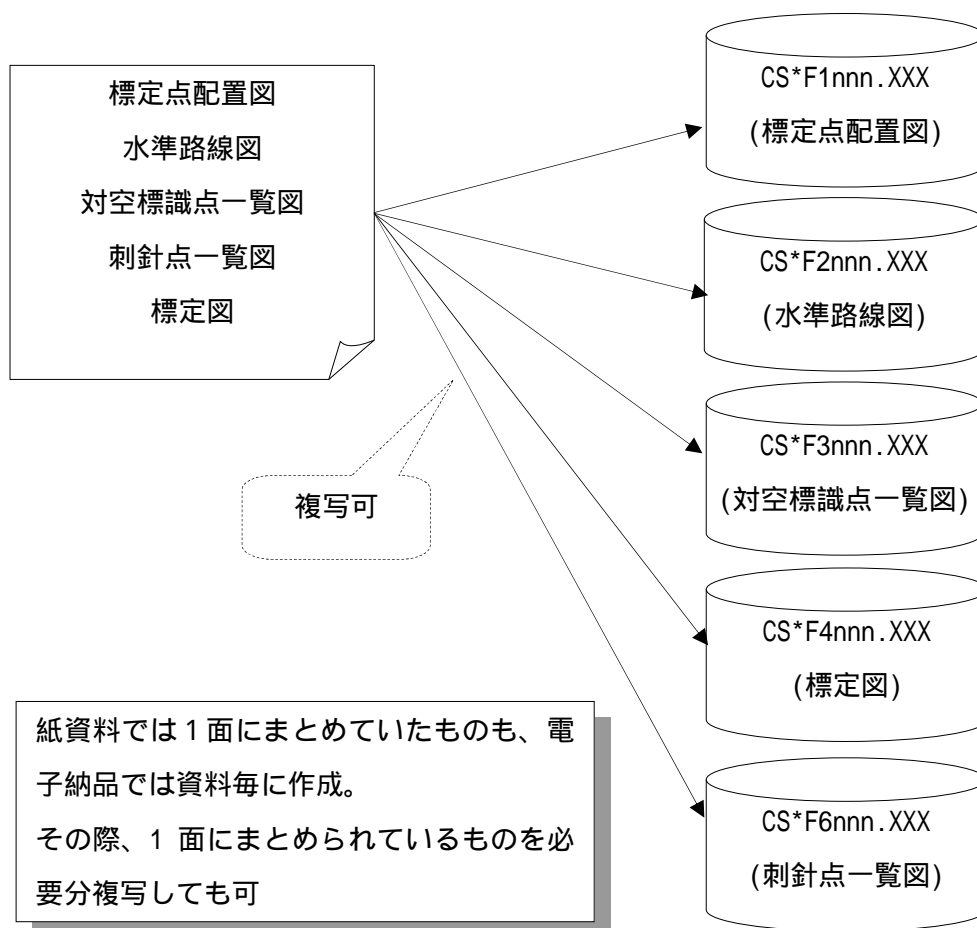 標定点配置図
水準路線図
対空標識点一覧図
刺針点一覧図
標定図
複写可
CS*F1nnn.XXX
(標定点配置図)
CS*F2nnn.XXX
(水準路線図)
CS*F3nnn.XXX
(対空標識点一覧図)
CS*F4nnn.XXX
(標定図)
CS*F6nnn.XXX
(刺針点一覧図)
紙資料では1面にまとめていたものも、電
子納品では資料毎に作成。
その際、1 面にまとめられているものを必
要分複写しても可